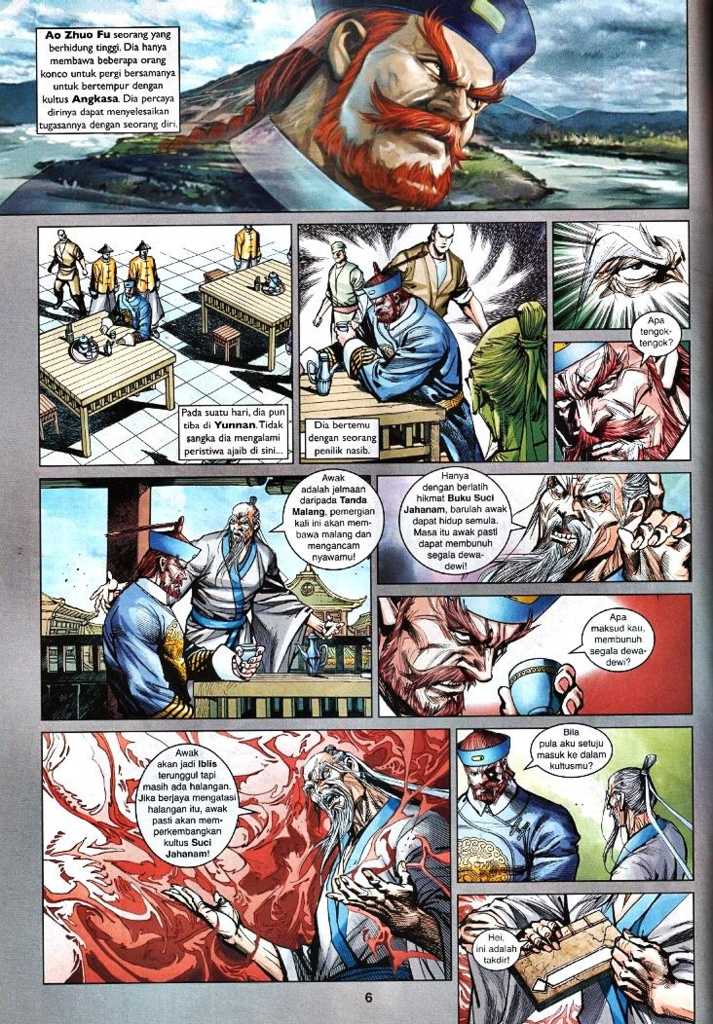 Ao Zhuo Fu seorang yang
berhidung tinggi. Dia hanya
membawa beberapa orang
konco untuk pergi bersamanya
untuk bertempur dengan
kultus Angkasa. Dia percaya
dirinya dapat menyelesaikan
tugasannya dengan seorang diri.
Pada suatu hari, dia pun
tiba di Yunnan. Tidak
sangka dia mengalami
peristiwa ajaib di sini...
Dia bertemu
dengan seorang
penilik nasib.
Apa
tengok-
tengok?
Awak
adalah jelmaan
daripada Tanda
Malang, pemergian
kali ini akan mem-
bawa malang dan
mengancam
nyawamu!
Hanya
dengan berlatih
hikmat Buku Suci
Jahanam, barulah awak
dapat hidup semula.
Masa itu awak pasti
dapat membunuh
segala dewa-
dewi!
Apa
maksud kau,
membunuh
segala dewa-
dewi?
Awak
akan jadi Iblis
terunggul tapi
masih ada halangan.
Jika berjaya mengatasi
halangan itu, awak
pasti akan mem-
perkembangkan
kultus Suci
Jahanam!
Bila
pula aku setuju
masuk ke dalam
kultusmu?
Hei,
ini adalah
takdir!
6